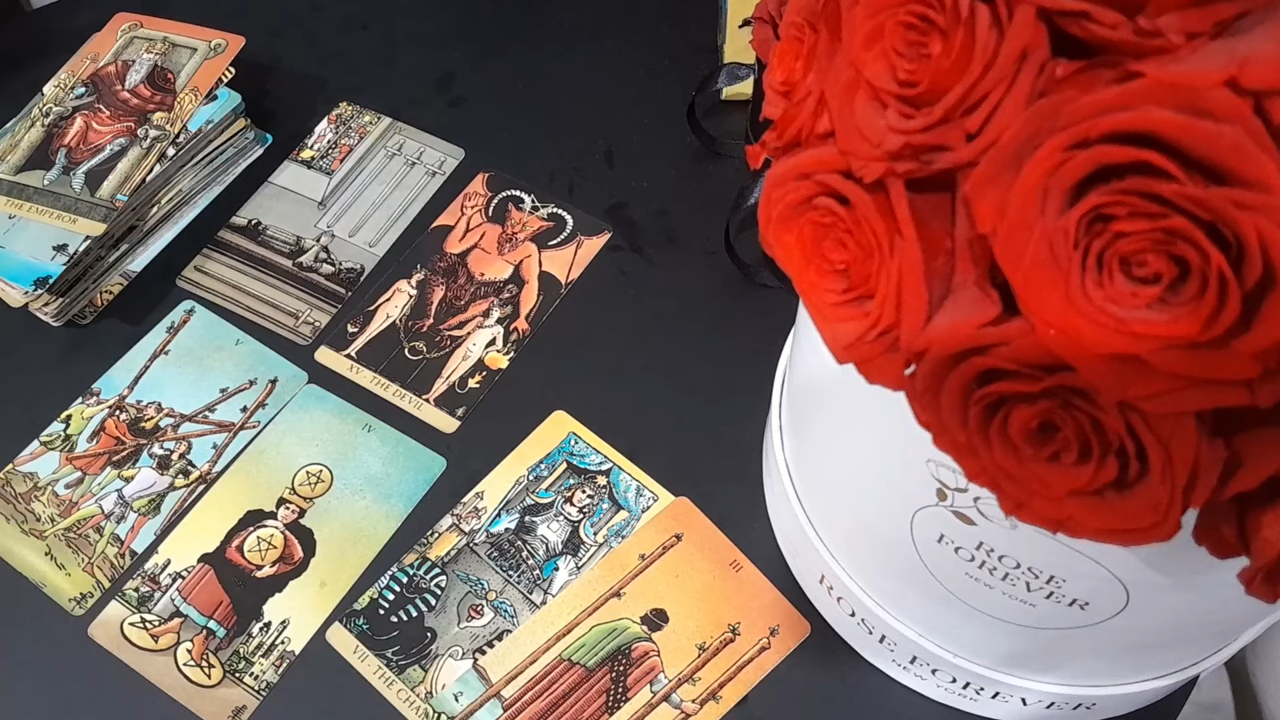 THE EMPEROR
IV
XV THE DEVIL
V
IV
VII - THE CHA
III
ROSE
FOREVER
NEW YORK
ROSE FOREVER
NEW YORK